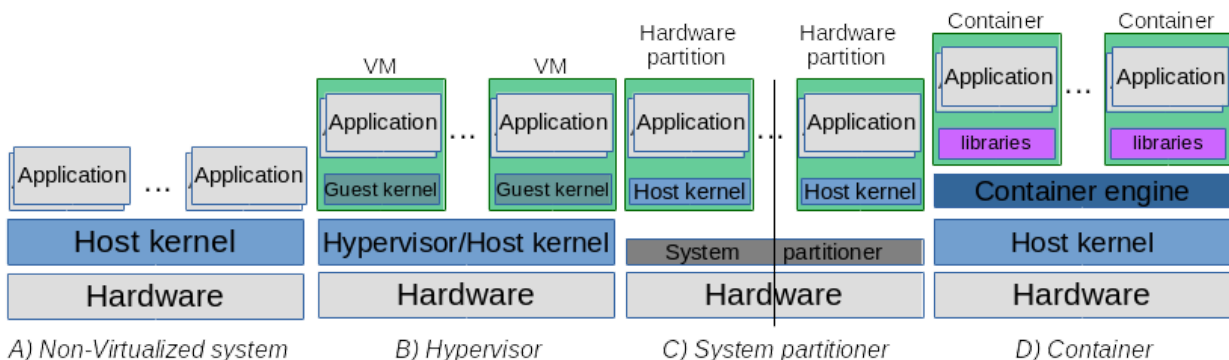 Application
...
Application
Host kernel
Hardware
A) Non-Virtualized system
VM
VM
Application
...
Application
Guest kernel
Guest kernel
Hypervisor/Host kernel
Hardware
B) Hypervisor
Hardware
partition
Hardware
partition
Application
...
Application
Host kernel
Host kernel
System partitioner
Hardware
C) System partitioner
Container
Container
Application
...
Application
libraries
libraries
Container engine
Host kernel
Hardware
D) Container